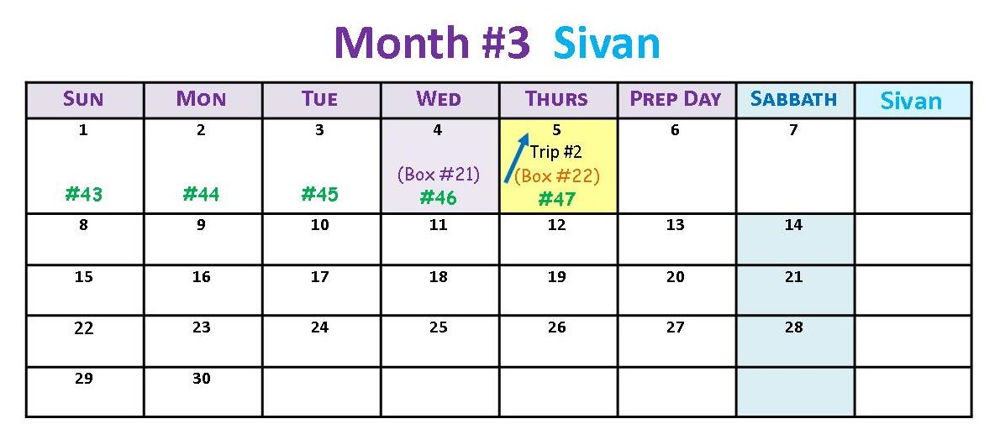 Month #3 Sivan
SUN MON TUE WED THURS PREP DAY SABBATH Sivan
1 2 3 4 5 6 7
Trip #2
(Box #21) (Box #22)
#43 #44 #45 #46 #47
8 9 10 11 12 13 14
15 16 17 18 19 20 21
22 23 24 25 26 27 28
29 30